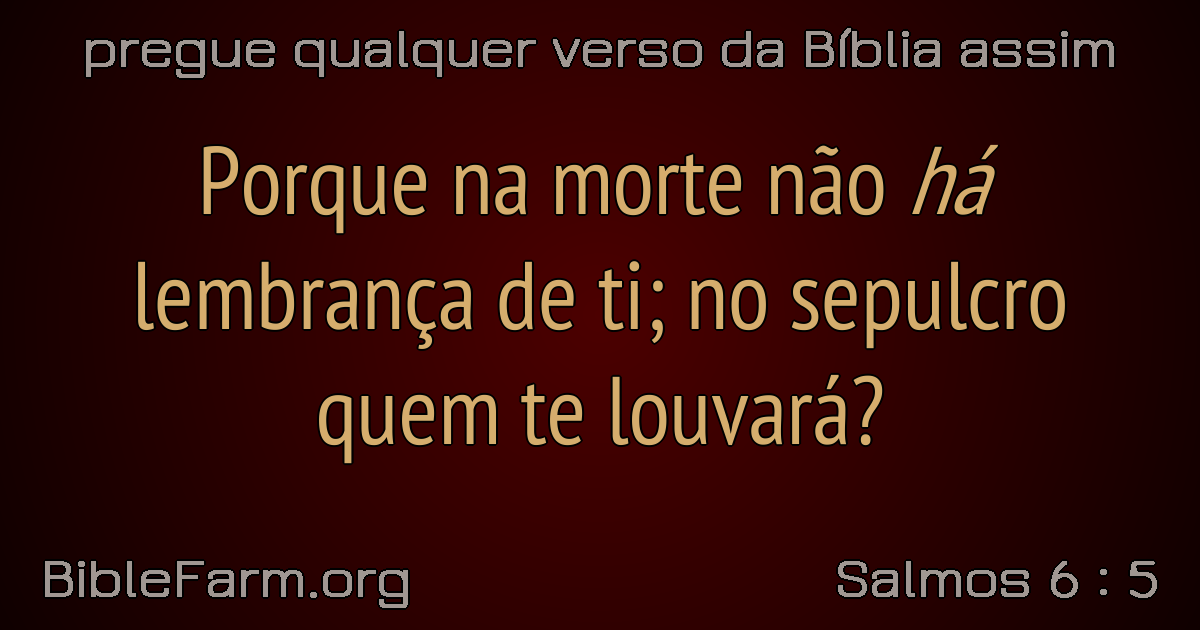 pregue qualquer verso da Bíblia assim
Porque na morte não há
lembrança de ti; no sepulcro
quem te louvará?
BibleFarm.org
Salmos 6 : 5